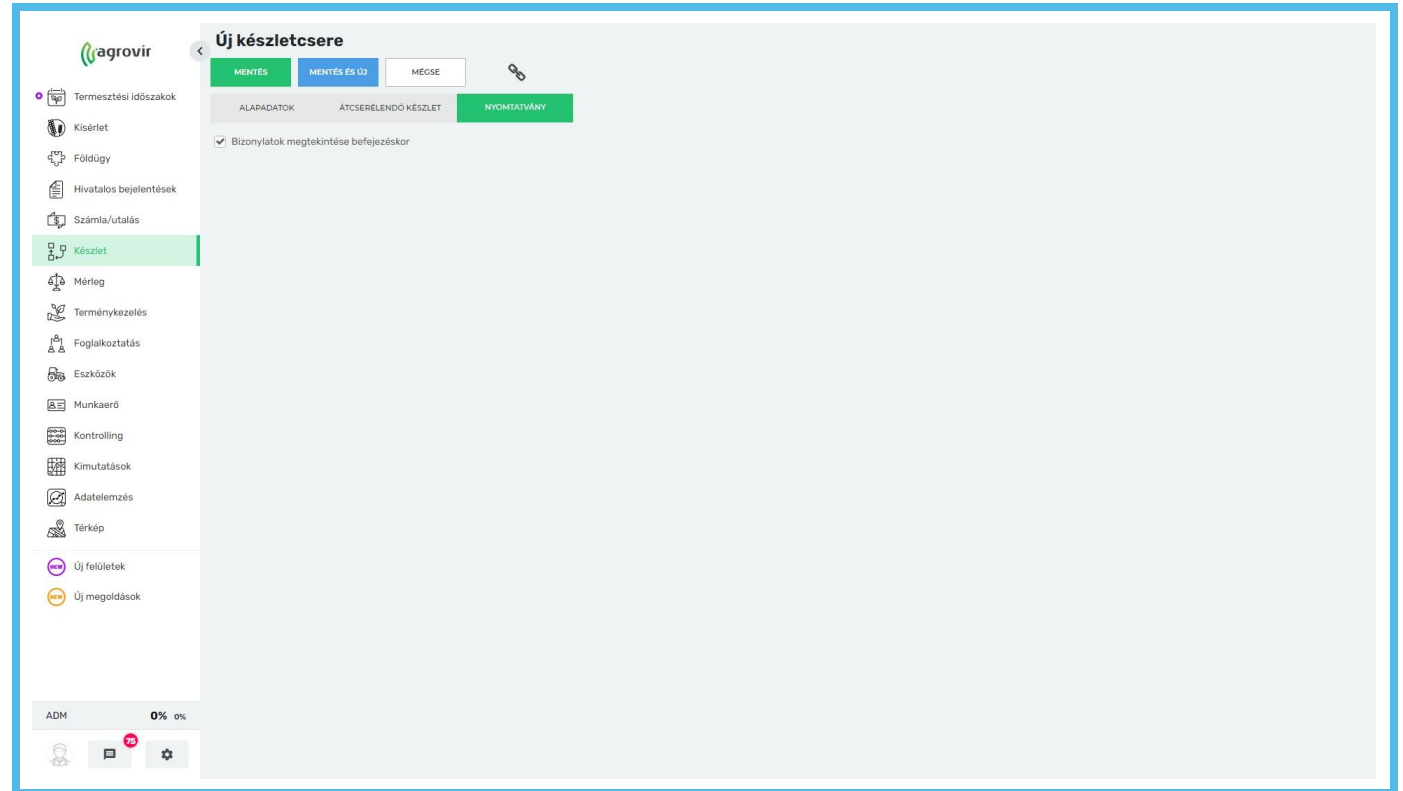 agrovir
Új készletcsere
MENTÉS
MENTÉS ÉS ÚJ
MÉGSE
ALAPADATOK
ÁTCSERÉLENDŐ KÉSZLET
NYOMTATVÁNY
Bizonylatok megtekintése befejezéskor
Termesztési időszakok
Kísérlet
Földügy
Hivatalos bejelentések
Számla/utalás
Készlet
Mérleg
Terménykezelés
Foglalkoztatás
Eszközök
Munkaerő
Kontrolling
Kimutatások
Adatelemzés
Térkép
NEW Új felületek
NEW Új megoldások
ADM 0% 0%
75